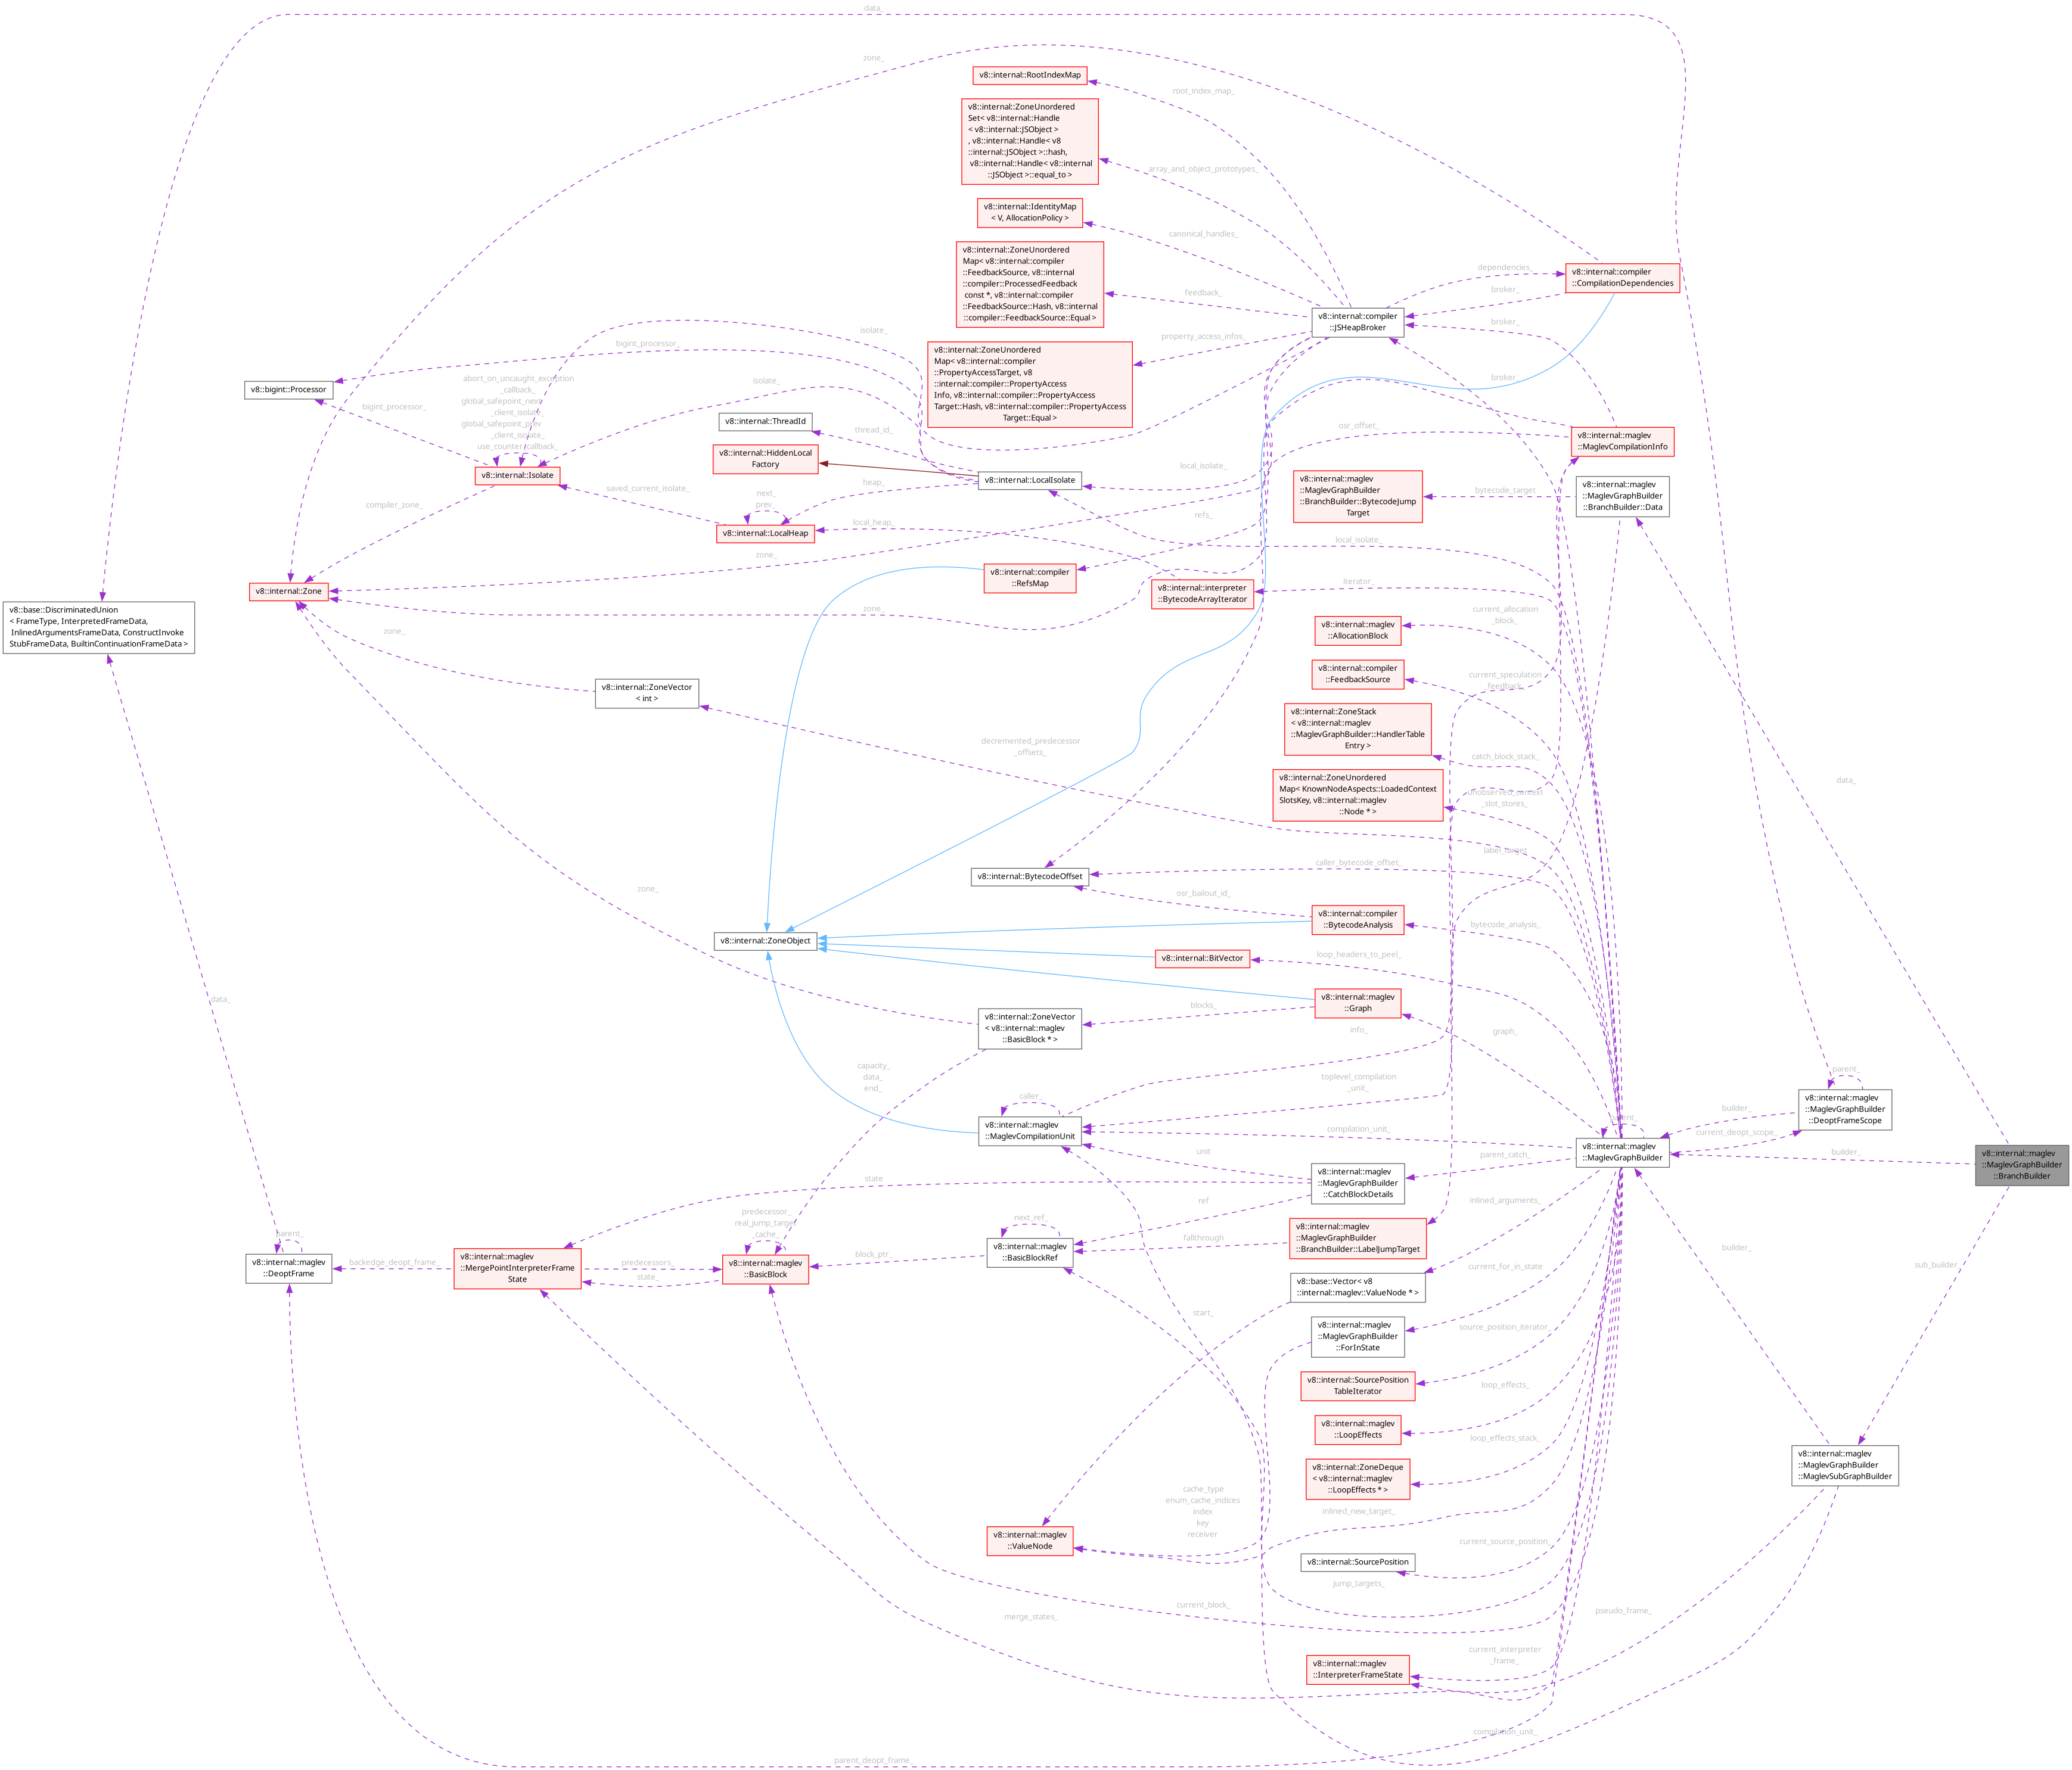 data_
zone_
v8::internal::RootIndexMap
root_index_map_
v8::internal::ZoneUnordered
Set< v8::internal::Handle
< v8::internal::JSObject >
, v8::internal::Handle< v8
::internal::JSObject >::hash,
v8::internal::Handle< v8::internal
::JSObject >::equal_to >
array_and_object_prototypes_
v8::internal::IdentityMap
< V, AllocationPolicy >
canonical_handles_
v8::internal::ZoneUnordered
Map< v8::internal::compiler
::FeedbackSource, v8::internal
::compiler::ProcessedFeedback
const *, v8::internal::compiler
::FeedbackSource::Hash, v8::internal
::compiler::FeedbackSource::Equal >
feedback_
dependencies_
broker_
v8::internal::compiler
::CompilationDependencies
v8::internal::compiler
::JSHeapBroker
broker_
isolate_
bigint_processor_
property_access_infos_
v8::internal::ZoneUnordered
Map< v8::internal::compiler
::PropertyAccessTarget, v8
::internal::compiler::PropertyAccess
Info, v8::internal::compiler::PropertyAccess
Target::Hash, v8::internal::compiler::PropertyAccess
Target::Equal >
v8::bigint::Processor
abort_on_uncaught_exception
_callback_
global_safepoint_next
_client_isolate_
global_safepoint_prev
_client_isolate_
use_counter_callback_
bigint_processor_
isolate_
broker_
v8::internal::ThreadId
thread_id_
osr_offset_
v8::internal::maglev
::MaglevCompilationInfo
v8::internal::HiddenLocal
Factory
v8::internal::Isolate
v8::internal::LocalIsolate
local_isolate_
heap_
saved_current_isolate_
next_
prev_
v8::internal::maglev
::MaglevGraphBuilder
::BranchBuilder::BytecodeJump
Target
bytecode_target
v8::internal::maglev
::MaglevGraphBuilder
::BranchBuilder::Data
compiler_zone_
v8::internal::LocalHeap
local_heap_
refs_
local_isolate_
zone_
v8::internal::compiler
::RefsMap
v8::internal::interpreter
::BytecodeArrayIterator
iterator_
v8::internal::Zone
zone_
v8::base::DiscriminatedUnion
< FrameType, InterpretedFrameData,
InlinedArgumentsFrameData, ConstructInvoke
StubFrameData, BuiltinContinuationFrameData >
zone_
current_allocation
_block_
v8::internal::maglev
::AllocationBlock
v8::internal::ZoneVector
< int >
v8::internal::compiler
::FeedbackSource
current_speculation
_feedback_
decremented_predecessor
_offsets_
v8::internal::ZoneStack
< v8::internal::maglev
::MaglevGraphBuilder::HandlerTable
Entry >
catch_block_stack_
data_
v8::internal::ZoneUnordered
Map< KnownNodeAspects::LoadedContext
SlotsKey, v8::internal::maglev
::Node * >
unobserved_context
_slot_stores_
label_target
caller_bytecode_offset_
v8::internal::BytecodeOffset
zone_
osr_bailout_id_
v8::internal::compiler
::BytecodeAnalysis
bytecode_analysis_
v8::internal::ZoneObject
v8::internal::BitVector
loop_headers_to_peel_
data_
v8::internal::maglev
::Graph
blocks_
v8::internal::ZoneVector
< v8::internal::maglev
::BasicBlock * >
info_
graph_
capacity_
data_
end_
toplevel_compilation
_unit_
caller_
v8::internal::maglev
::MaglevCompilationUnit
compilation_unit_
parent_
v8::internal::maglev
::MaglevGraphBuilder
builder_
current_deopt_scope_
parent_
v8::internal::maglev
::MaglevGraphBuilder
::DeoptFrameScope
builder_
v8::internal::maglev
::MaglevGraphBuilder
::BranchBuilder
unit
parent_catch_
v8::internal::maglev
::MaglevGraphBuilder
::CatchBlockDetails
state
ref
inlined_arguments_
predecessor_
real_jump_target
_cache_
next_ref_
parent_
v8::internal::maglev
::DeoptFrame
backedge_deopt_frame_
v8::internal::maglev
::MergePointInterpreterFrame
State
predecessors_
state_
v8::internal::maglev
::BasicBlock
block_ptr_
v8::internal::maglev
::BasicBlockRef
fallthrough
v8::internal::maglev
::MaglevGraphBuilder
::BranchBuilder::LabelJumpTarget
builder_
sub_builder_
v8::base::Vector< v8
::internal::maglev::ValueNode * >
current_for_in_state
start_
v8::internal::maglev
::MaglevGraphBuilder
::ForInState
source_position_iterator_
v8::internal::SourcePosition
TableIterator
loop_effects_
v8::internal::maglev
::LoopEffects
loop_effects_stack_
v8::internal::ZoneDeque
< v8::internal::maglev
::LoopEffects * >
v8::internal::maglev
::MaglevGraphBuilder
::MaglevSubGraphBuilder
cache_type
enum_cache_indices
index
key
receiver
inlined_new_target_
v8::internal::maglev
::ValueNode
current_source_position_
v8::internal::SourcePosition
jump_targets_
current_block_
merge_states_
pseudo_frame_
current_interpreter
_frame_
v8::internal::maglev
::InterpreterFrameState
compilation_unit_
parent_deopt_frame_